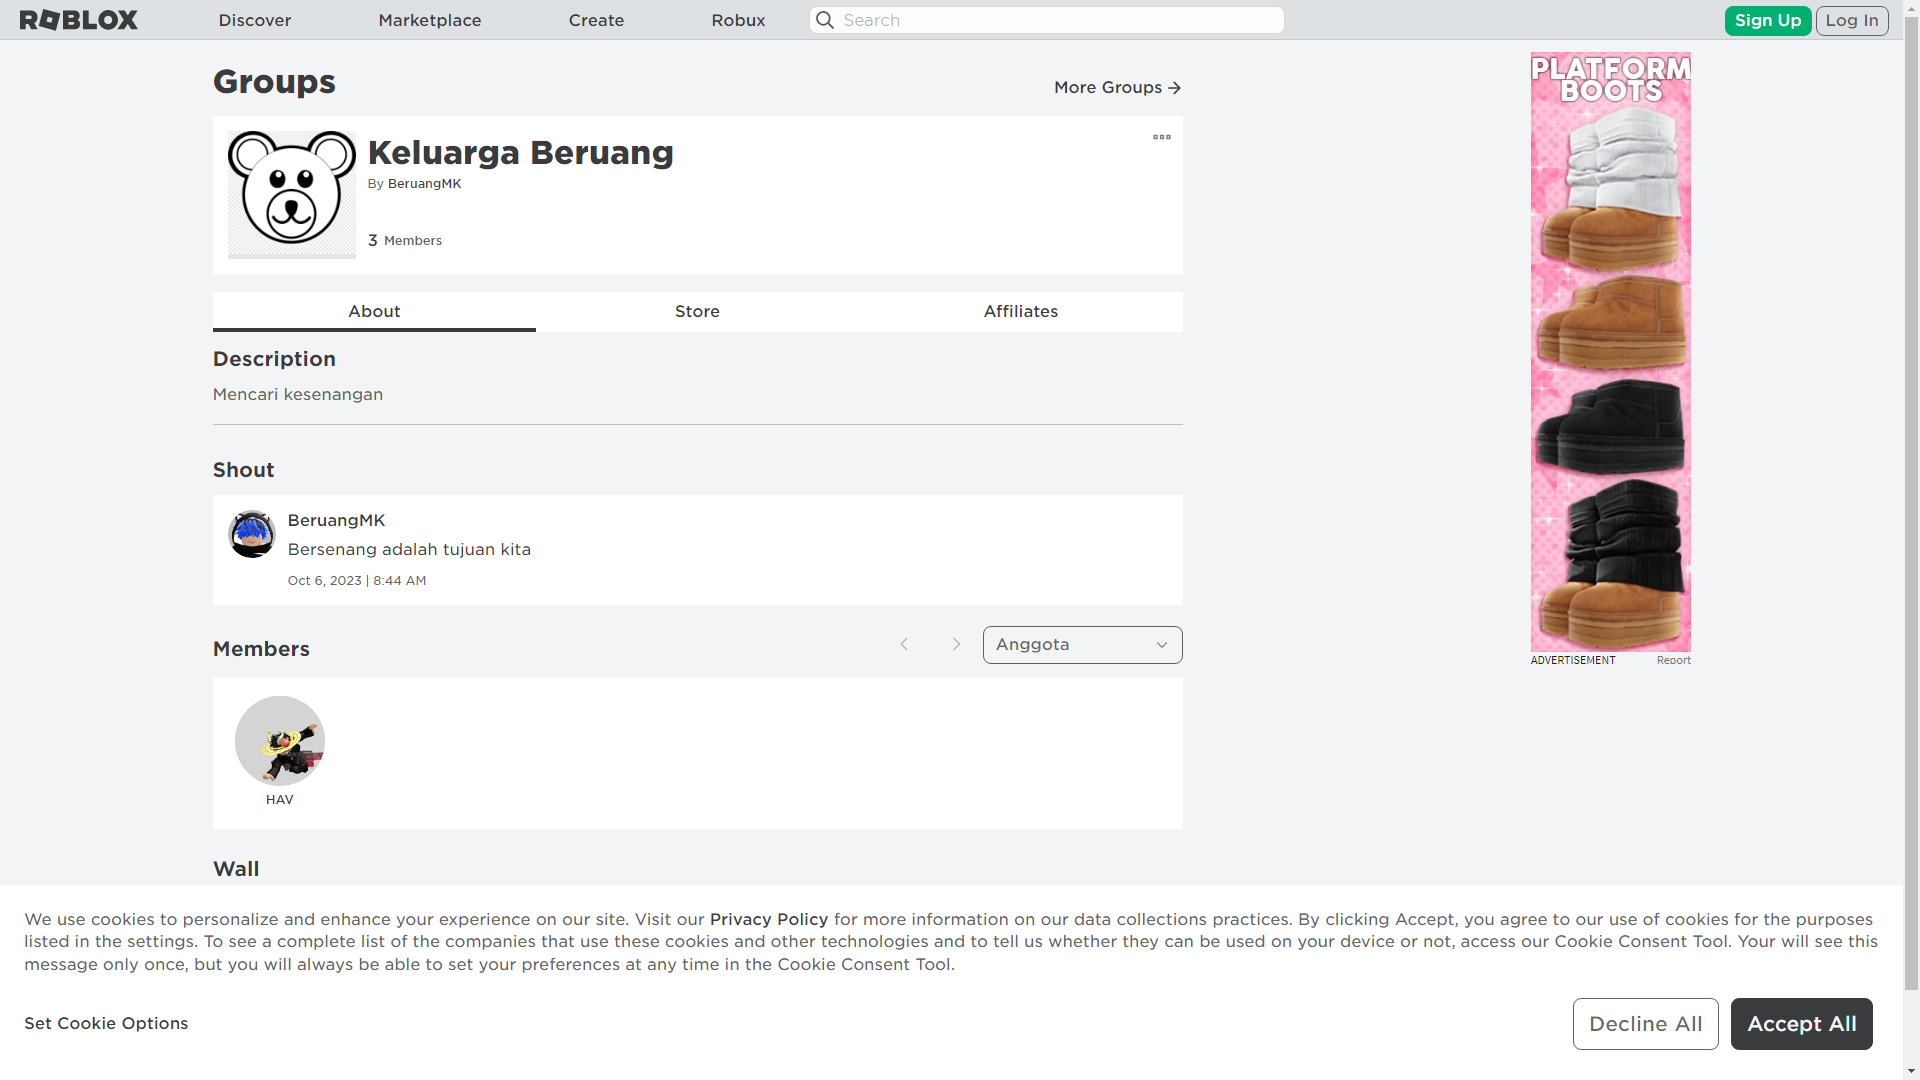 ROBLOX
Discover
Marketplace
Create
Robux
Search
Sign Up
Log In
Groups
More Groups
Keluarga Beruang
By BeruangMK
3 Members
About
Store
Affiliates
Description
Mencari kesenangan
Shout
BeruangMK
Bersenang adalah tujuan kita
Oct 6, 2023 | 8:44 AM
Members
Anggota
HAV
Wall
PLATFORM
BOOTS
ADVERTISEMENT
Report
We use cookies to personalize and enhance your experience on our site. Visit our Privacy Policy for more information on our data collections practices. By clicking Accept, you agree to our use of cookies for the purposes
listed in the settings. To see a complete list of the companies that use these cookies and other technologies and to tell us whether they can be used on your device or not, access our Cookie Consent Tool. Your will see this
message only once, but you will always be able to set your preferences at any time in the Cookie Consent Tool.
Set Cookie Options
Decline All
Accept All